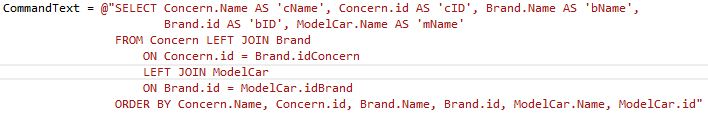 CommandText = @"SELECT Concern.Name AS 'cName', Concern.id AS 'cID', Brand.Name AS 'bName',
Brand.id AS 'bID', ModelCar.Name AS 'mName'
FROM Concern LEFT JOIN Brand
ON Concern.id = Brand.idConcern
LEFT JOIN ModelCar
ON Brand.id = ModelCar.idBrand
ORDER BY Concern.Name, Concern.id, Brand.Name, Brand.id, ModelCar.Name, ModelCar.id"